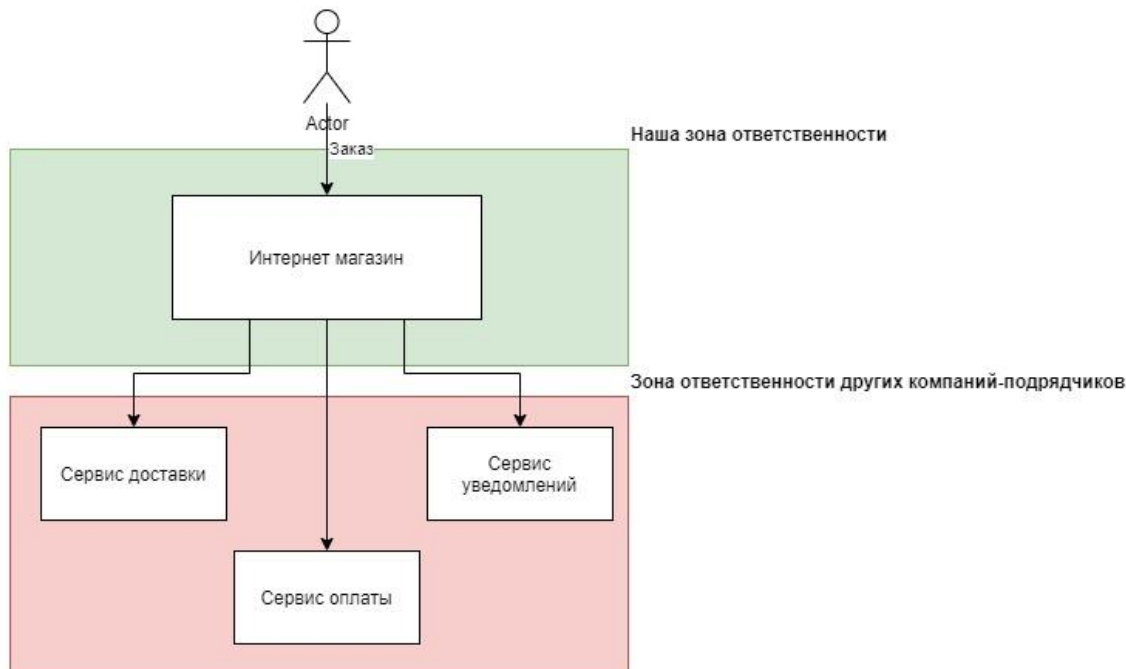 Actor
Наша зона ответственности
Заказ
Интернет магазин
Зона ответственности других компаний-подрядчиков
Сервис доставки
Сервис
уведомлений
Сервис оплаты